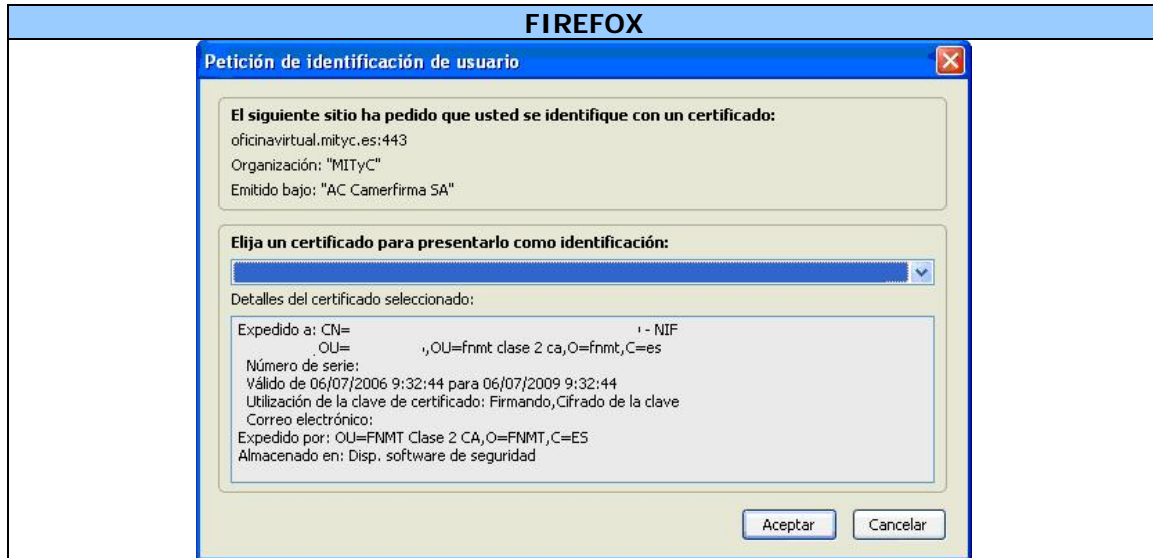 FIREFOX
Petición de identificación de usuario
El siguiente sitio ha pedido que usted se identifique con un certificado:
oficinavirtual.mityc.es:443
Organización: "MITyC"
Emitido bajo: "AC Camerfirma SA"
Elija un certificado para presentarlo como identificación:
Detalles del certificado seleccionado:
Expedido a: CN= - NIF
,OU= ,OU=fnmt clase 2 ca,O=fnmt,C=es
Número de serie:
Válido de 06/07/2006 9:32:44 para 06/07/2009 9:32:44
Utilización de la clave de certificado: Firmando,Cifrado de la clave
Correo electrónico:
Expedido por: OU=FNMT Clase 2 CA,O=FNMT,C=ES
Almacenado en: Disp. software de seguridad
Aceptar Cancelar